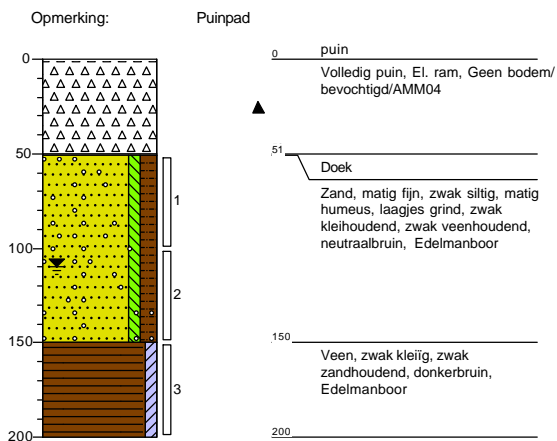 Opmerking: Puinpad
0
50
100
150
200
1
2
3
0 puin
Volledig puin, El. ram, Geen bodem/
bevochtigd/AMM04
51
Doek
Zand, matig fijn, zwak siltig, matig
humeus, laagjes grind, zwak
kleihoudend, zwak veenhoudend,
neutraalbruin, Edelmanboor
150
Veen, zwak kleiïg, zwak
zandhoudend, donkerbruin,
Edelmanboor
200